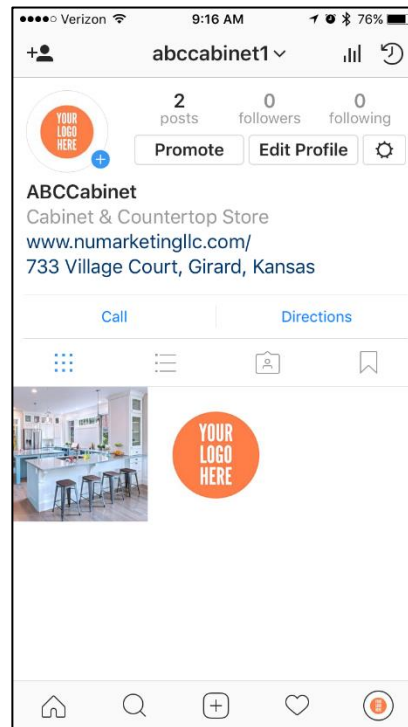 Verizon 9:16 AM 76%
abccabinet1
YOUR
LOGO
HERE
2 0 0
posts followers following
Promote Edit Profile
ABCCabinet
Cabinet & Countertop Store
www.numarketingllc.com/
733 Village Court, Girard, Kansas
Call Directions
YOUR
LOGO
HERE